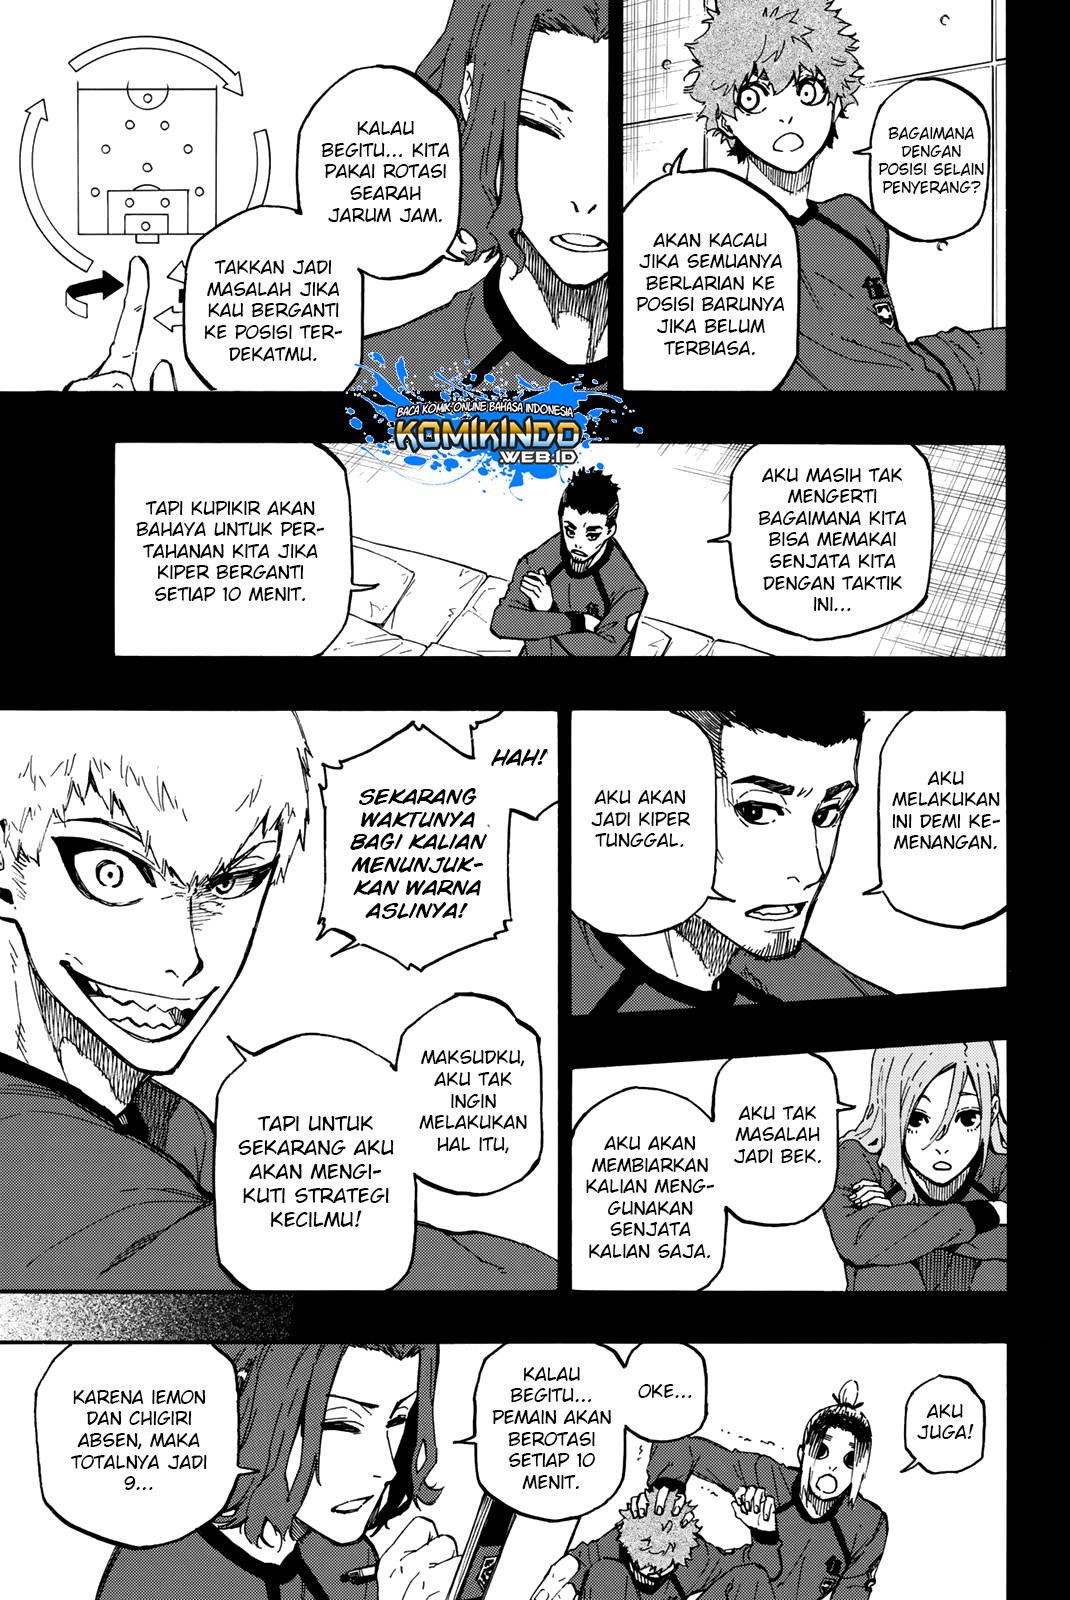 BAGAIMANA
DENGAN
POSISI SELAIN
PENYERANG?
AKAN KACAU
JIKA SEMUANYA
BERLARIAN KE
POSISI BARUNYA
JIKA BELUM
TERBIASA.
KALAU
BEGITU... KITA
PAKAI ROTASI
SEARAH
JARUM JAM.
TAKKAN JADI
MASALAH JIKA
KAU BERGANTI
KE POSISI TER-
DEKATMU.
BACA KOMIK ONLINE BAHASA INDONESIA
KOMIKINDO
.WEB.ID
AKU MASIH TAK
MENGERTI
BAGAIMANA KITA
BISA MEMAKAI
SENJATA KITA
DENGAN TAKTIK
INI...
TAPI KUPIKIR AKAN
BAHAYA UNTUK PER-
TAHANAN KITA JIKA
KIPER BERGANTI
SETIAP 10 MENIT.
AKU
MELAKUKAN
INI DEMI KE-
MENANGAN.
AKU AKAN
JADI KIPER
TUNGGAL.
HAH!
SEKARANG
WAKTUNYA
BAGI KALIAN
MENUNJUK-
KAN WARNA
ASLINYA!
MAKSUDKU,
AKU TAK
INGIN
MELAKUKAN
HAL ITU,
TAPI UNTUK
SEKARANG AKU
AKAN MENGI-
KUTI STRATEGI
KECILMU!
AKU TAK
MASALAH
JADI BEK.
AKU AKAN
MEMBIARKAN
KALIAN MENG-
GUNAKAN
SENJATA
KALIAN SAJA.
AKU
JUGA!
OKE...
KALAU
BEGITU...
PEMAIN AKAN
BEROTASI
SETIAP 10
MENIT.
KARENA IEMON
DAN CHIGIRI
ABSEN, MAKA
TOTALNYA JADI
9...